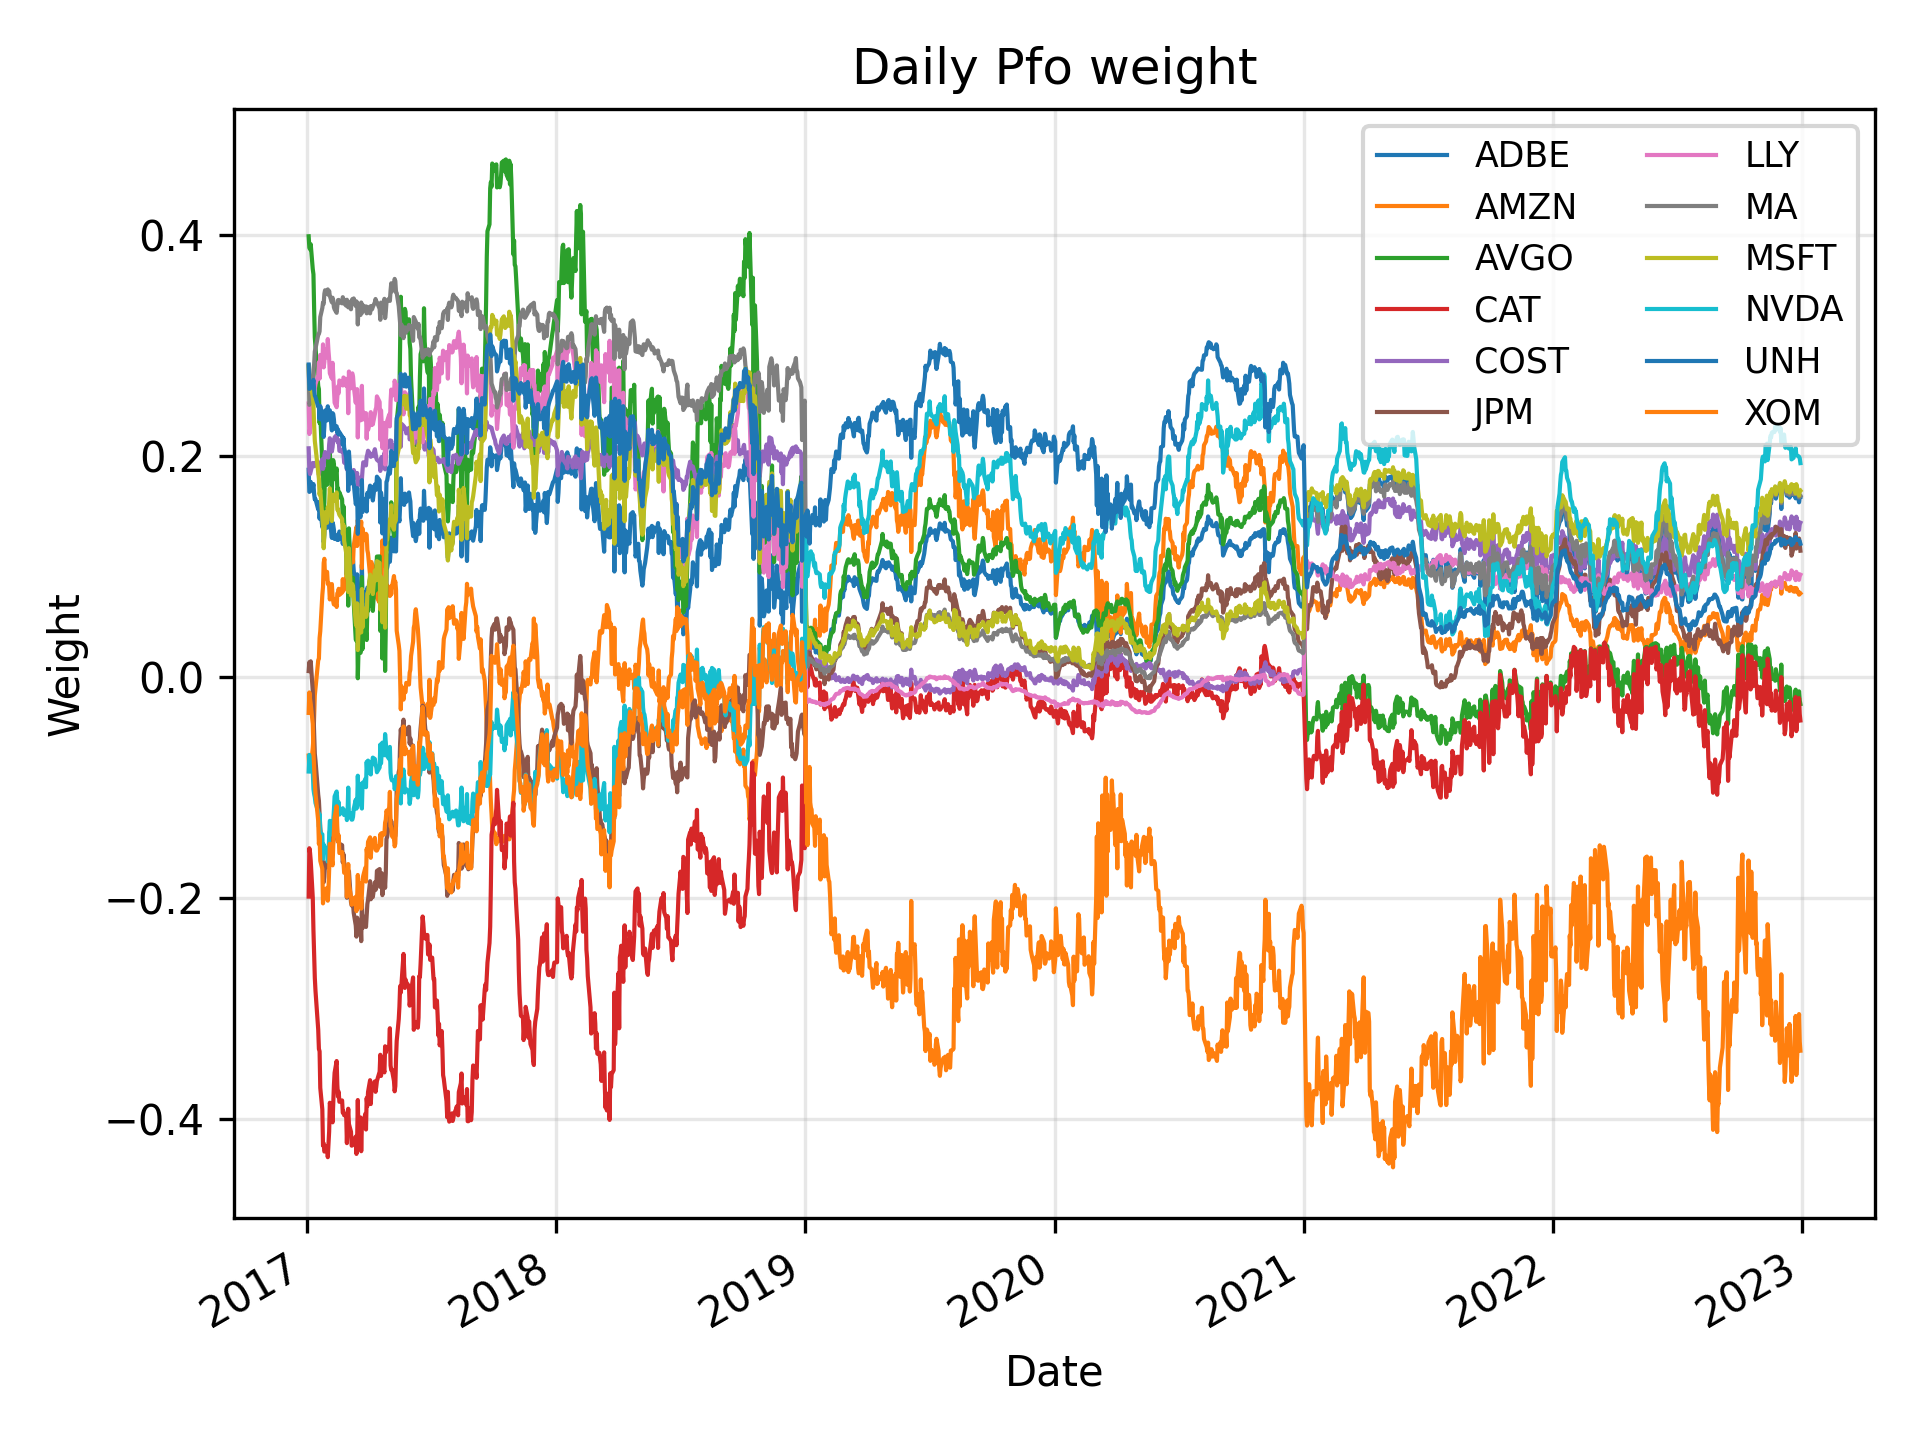 Daily Pfo weight
ADBE
AMZN
AVGO
CAT
COST
JPM
LLY
MA
MSFT
NVDA
UNH
XOM
Weight
0.4
0.2
0.0
−0.2
−0.4
2017
2018
2019
2020
2021
2022
2023
Date